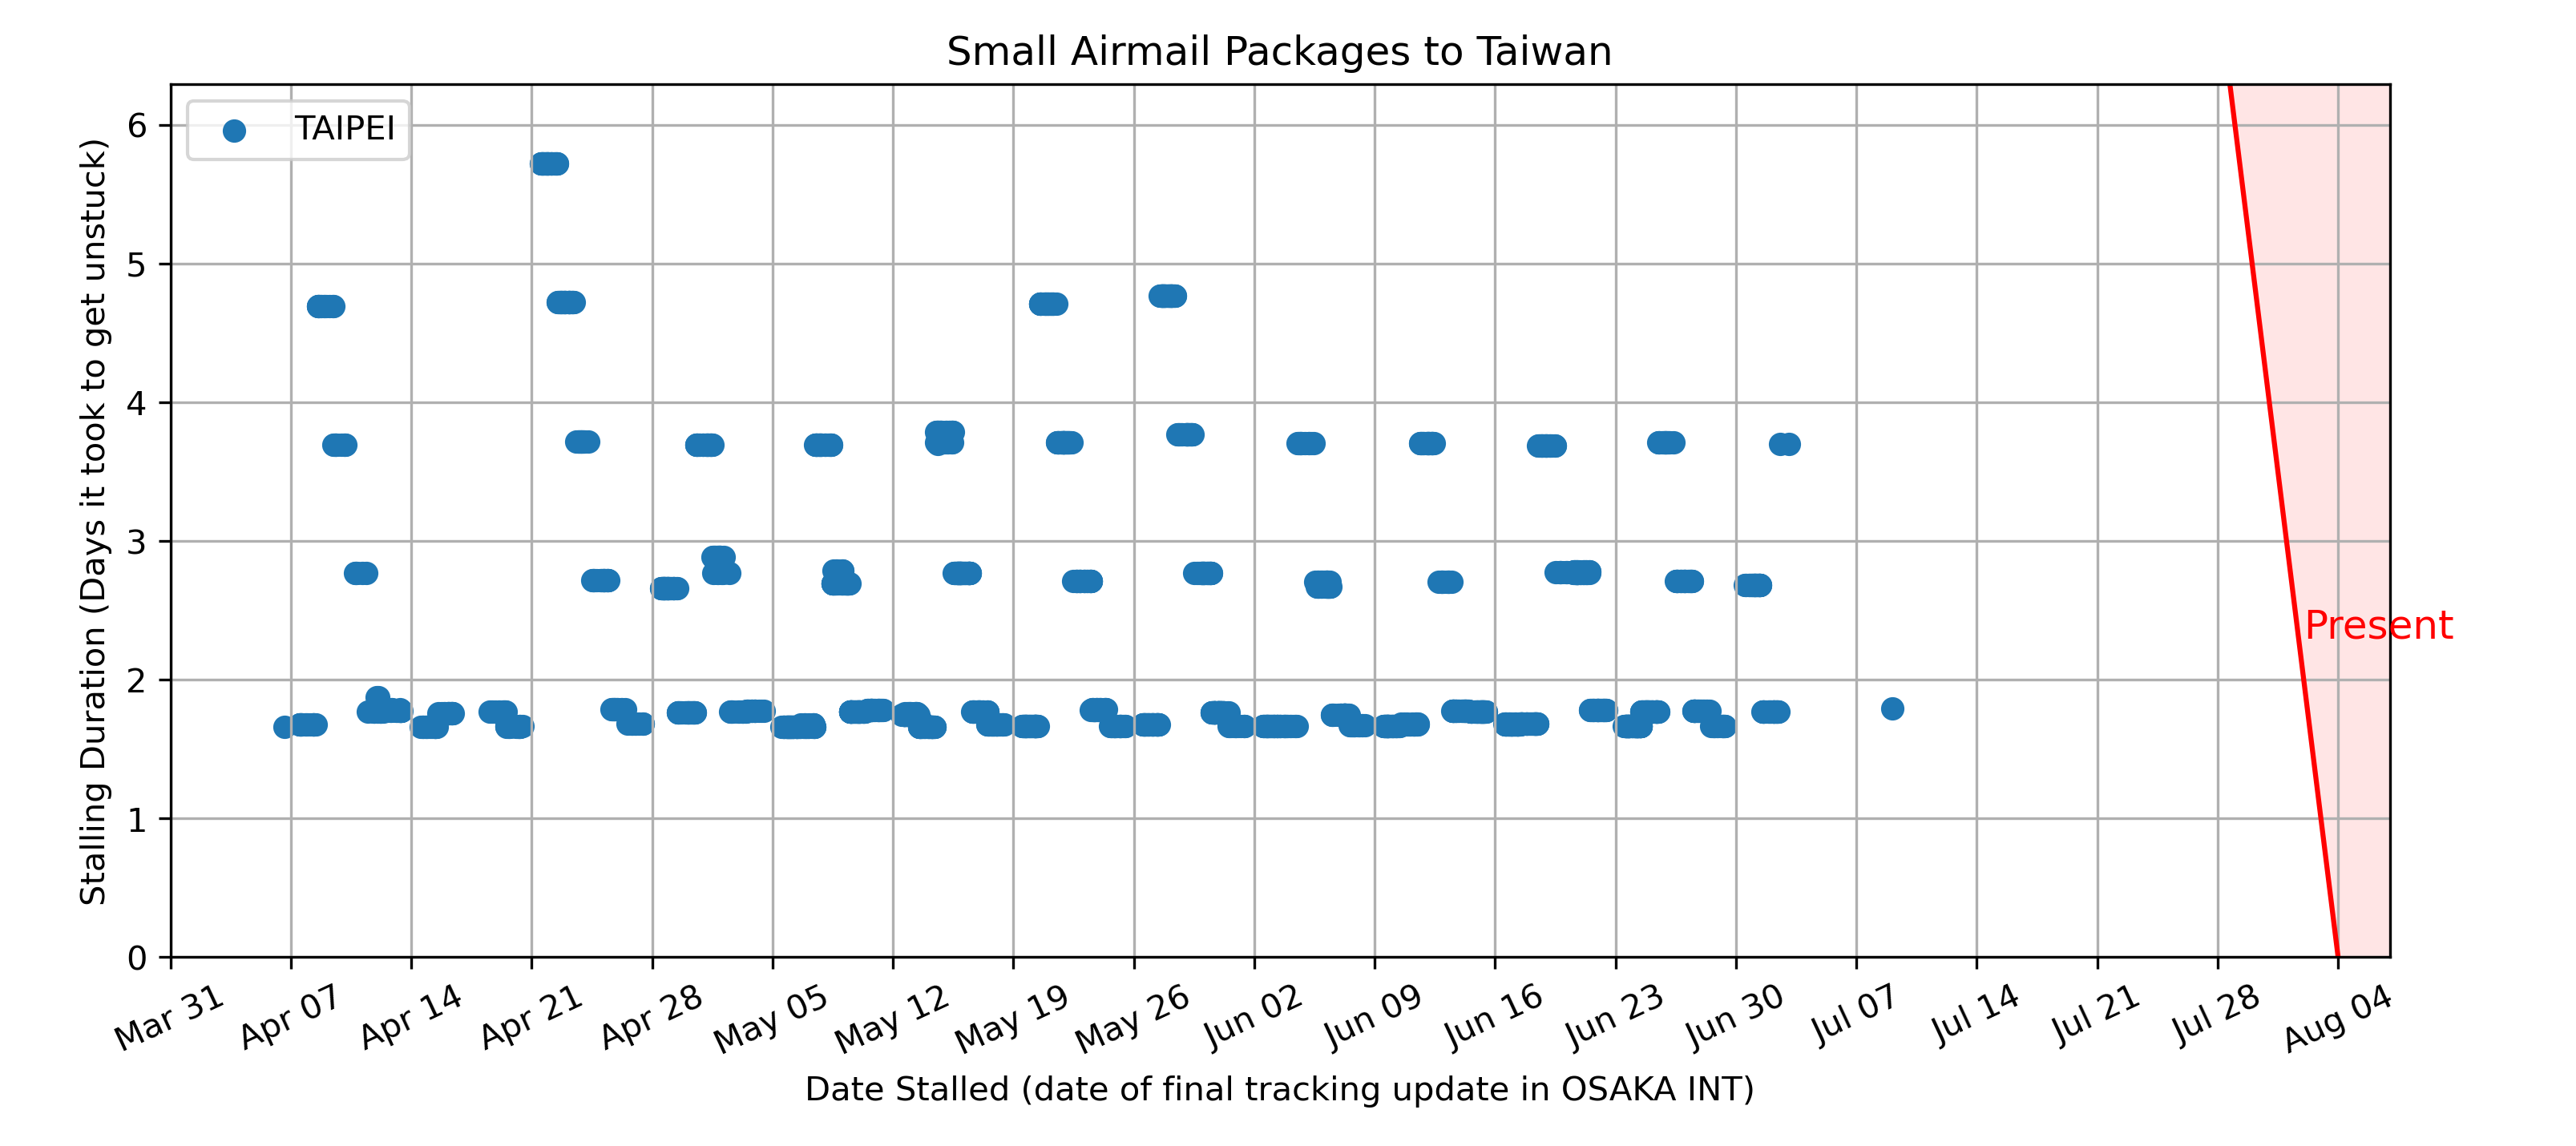 Small Airmail Packages to Taiwan
TAIPEI
Stalling Duration (Days it took to get unstuck)
6
5
4
3
2
1
0
Present
Mar 31
Apr 07
Apr 14
Apr 21
Apr 28
May 05
May 12
May 19
May 26
Jun 02
Jun 09
Jun 16
Jun 23
Jun 30
Jul 07
Jul 14
Jul 21
Jul 28
Aug 04
Date Stalled (date of final tracking update in OSAKA INT)